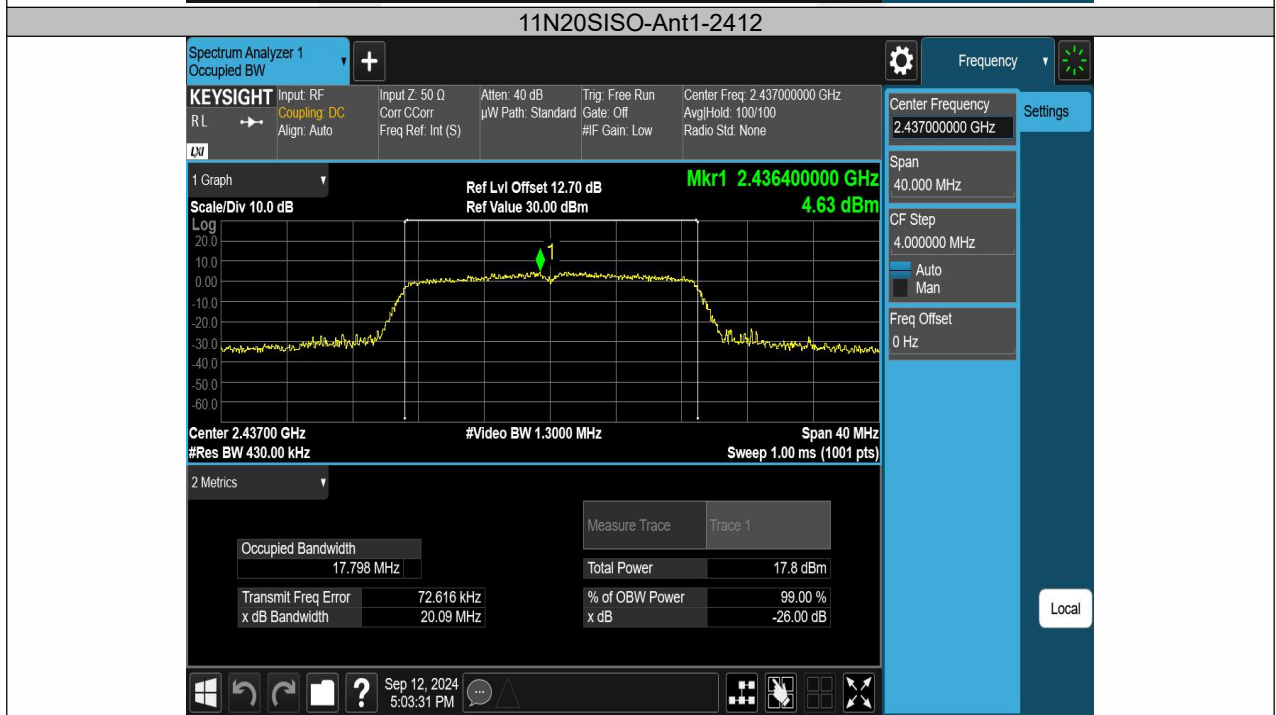 11N20SISO-Ant1-2412
Spectrum Analyzer 1
Occupied BW
+
Frequency
KEYSIGHT
R L
LXI
Input: RF
Coupling: DC
Align: Auto
Input Z: 50 Ω
Corr CCorr
Freq Ref: Int (S)
Atten: 40 dB
µW Path: Standard
Trig: Free Run
Gate: Off
#IF Gain: Low
Center Freq: 2.437000000 GHz
Avg|Hold: 100/100
Radio Std: None
Center Frequency
2.437000000 GHz
Settings
Span
40.000 MHz
CF Step
4.000000 MHz
Auto
Man
Freq Offset
0 Hz
Local
1 Graph
Scale/Div 10.0 dB
Ref Lvl Offset 12.70 dB
Ref Value 30.00 dBm
Mkr1 2.436400000 GHz
4.63 dBm
Log
20.0
10.0
0.00
-10.0
-20.0
-30.0
-40.0
-50.0
-60.0
1
Center 2.43700 GHz
#Res BW 430.00 kHz
#Video BW 1.3000 MHz
Span 40 MHz
Sweep 1.00 ms (1001 pts)
2 Metrics
Measure Trace Trace 1
Occupied Bandwidth
17.798 MHz
Total Power 17.8 dBm
Transmit Freq Error 72.616 kHz
% of OBW Power 99.00 %
x dB Bandwidth 20.09 MHz
x dB -26.00 dB
?
Sep 12, 2024
5:03:31 PM